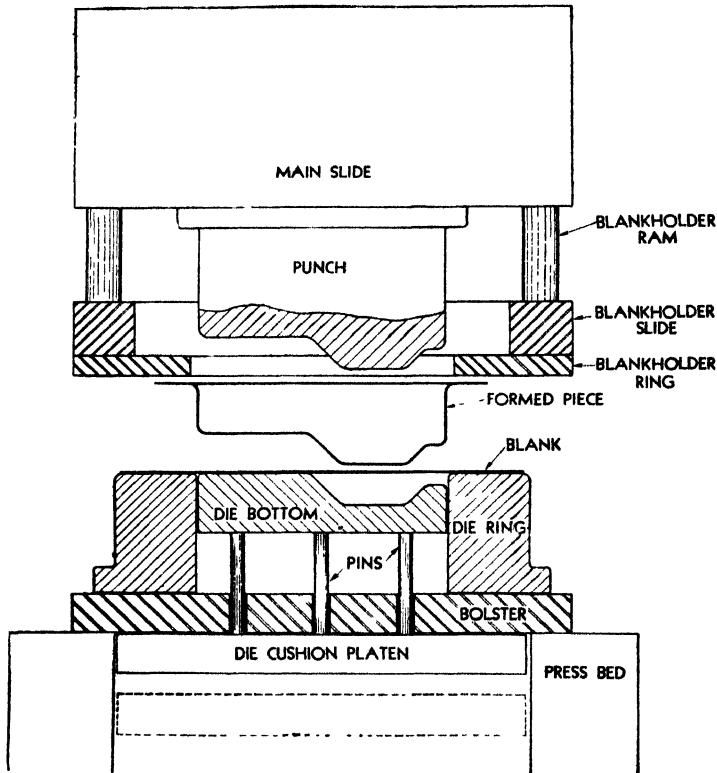 MAIN SLIDE
BLANKHOLDER
RAM
PUNCH
BLANKHOLDER
SLIDE
BLANKHOLDER
RING
FORMED PIECE
BLANK
DIE BOTTOM
DIE RING
PINS
BOLSTER
DIE CUSHION PLATEN
PRESS BED